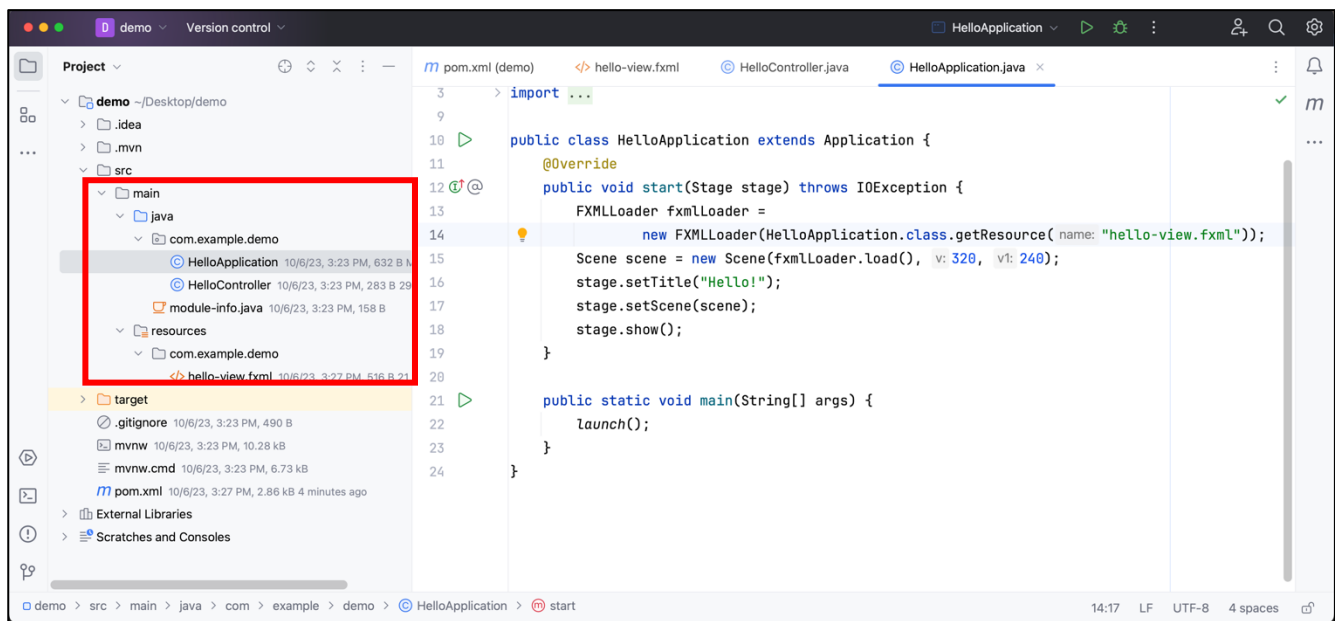 D demo Version control HelloApplication
Project
pom.xml (demo) hello-view.fxml HelloController.java HelloApplication.java
demo ~/Desktop/demo
.idea
.mvn
src
main
java
com.example.demo
HelloApplication 10/6/23, 3:23 PM, 632 B
HelloController 10/6/23, 3:23 PM, 283 B 29
module-info.java 10/6/23, 3:23 PM, 158 B
resources
com.example.demo
hello-view.fxml 10/6/23, 3:27 PM, 516 B 21
target
.gitignore 10/6/23, 3:23 PM, 490 B
mvnw 10/6/23, 3:23 PM, 10.28 kB
mvnw.cmd 10/6/23, 3:23 PM, 6.73 kB
m pom.xml 10/6/23, 3:27 PM, 2.86 kB 4 minutes ago
External Libraries
Scratches and Consoles
3 import ...
9
10 public class HelloApplication extends Application {
11 @Override
12 public void start(Stage stage) throws IOException {
13 FXMLLoader fxmlLoader =
14 new FXMLLoader(HelloApplication.class.getResource( name: "hello-view.fxml"));
15 Scene scene = new Scene(fxmlLoader.load(), v: 320, v1: 240);
16 stage.setTitle("Hello!");
17 stage.setScene(scene);
18 stage.show();
19 }
20
21 public static void main(String[] args) {
22 launch();
23 }
24 }
demo > src > main > java > com > example > demo > HelloApplication > start 14:17 LF UTF-8 4 spaces